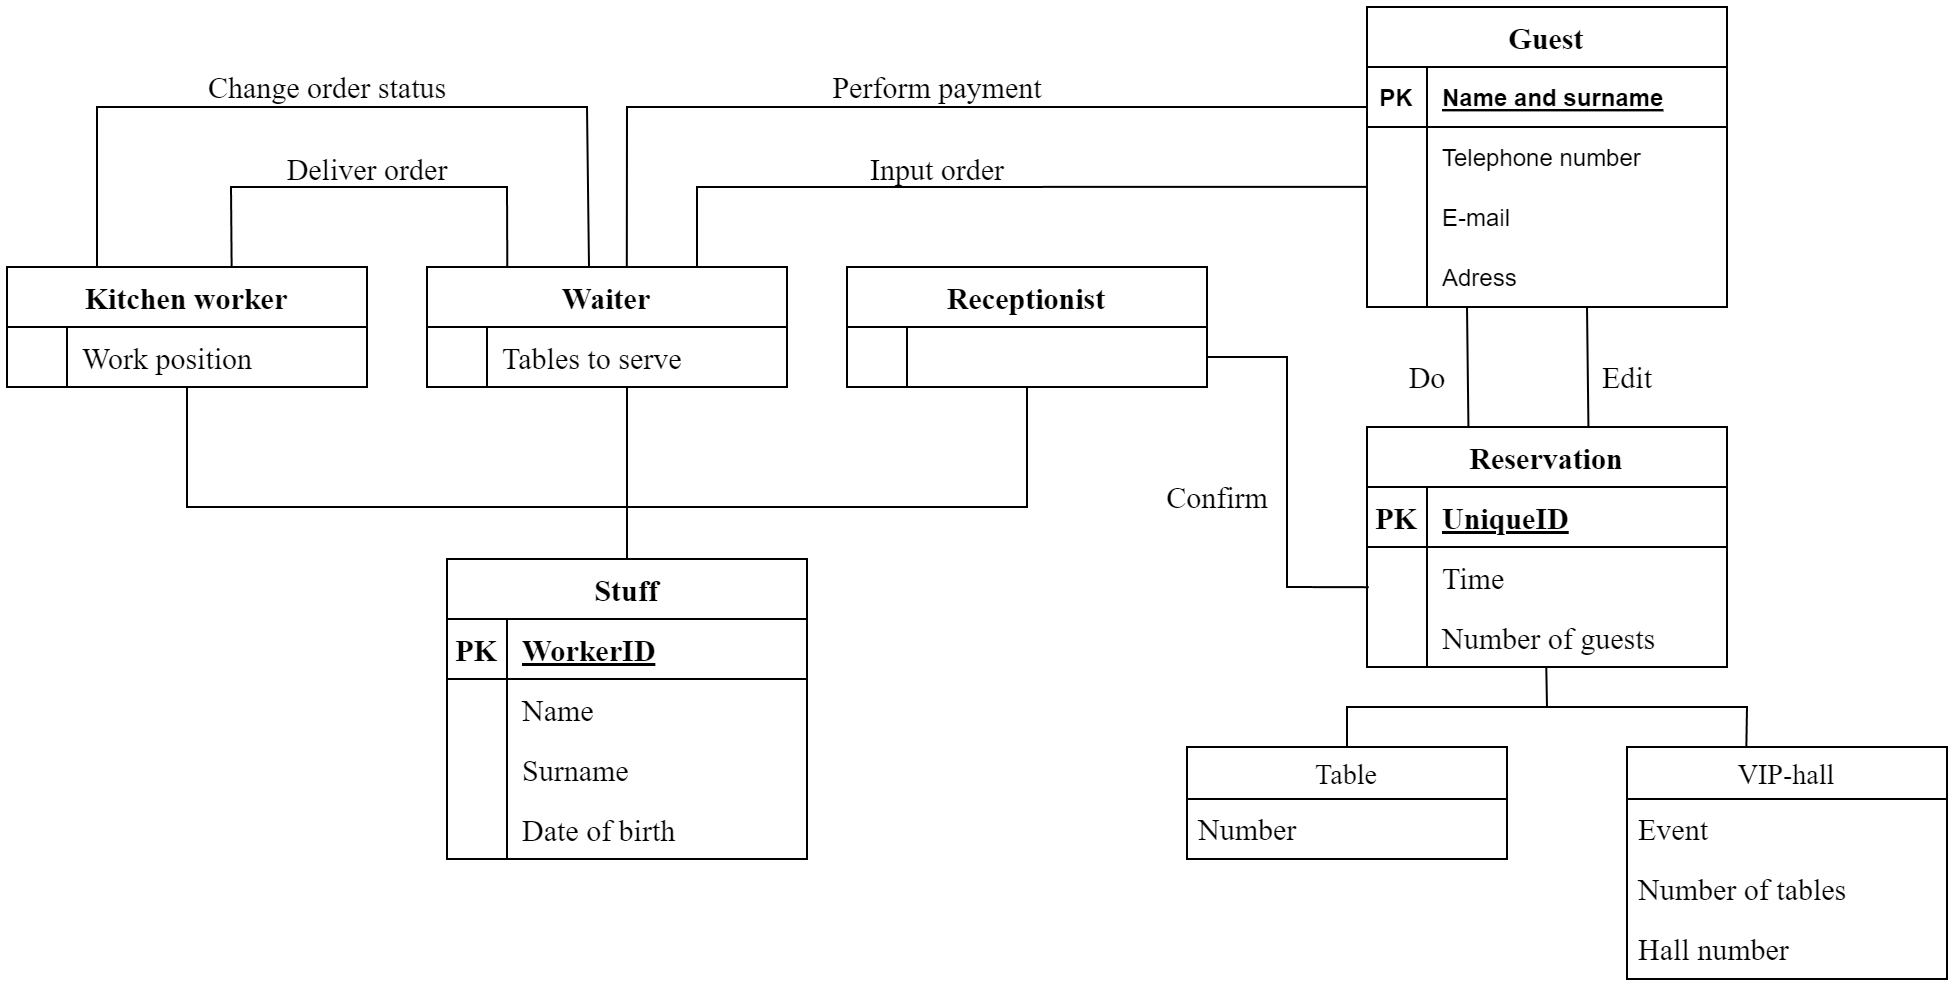 Guest
PK Name and surname
Telephone number
E-mail
Adress
Change order status
Perform payment
Deliver order
Input order
Kitchen worker
Work position
Waiter
Tables to serve
Receptionist
Do
Edit
Confirm
Reservation
PK UniqueID
Time
Number of guests
Stuff
PK WorkerID
Name
Surname
Date of birth
Table
Number
VIP-hall
Event
Number of tables
Hall number